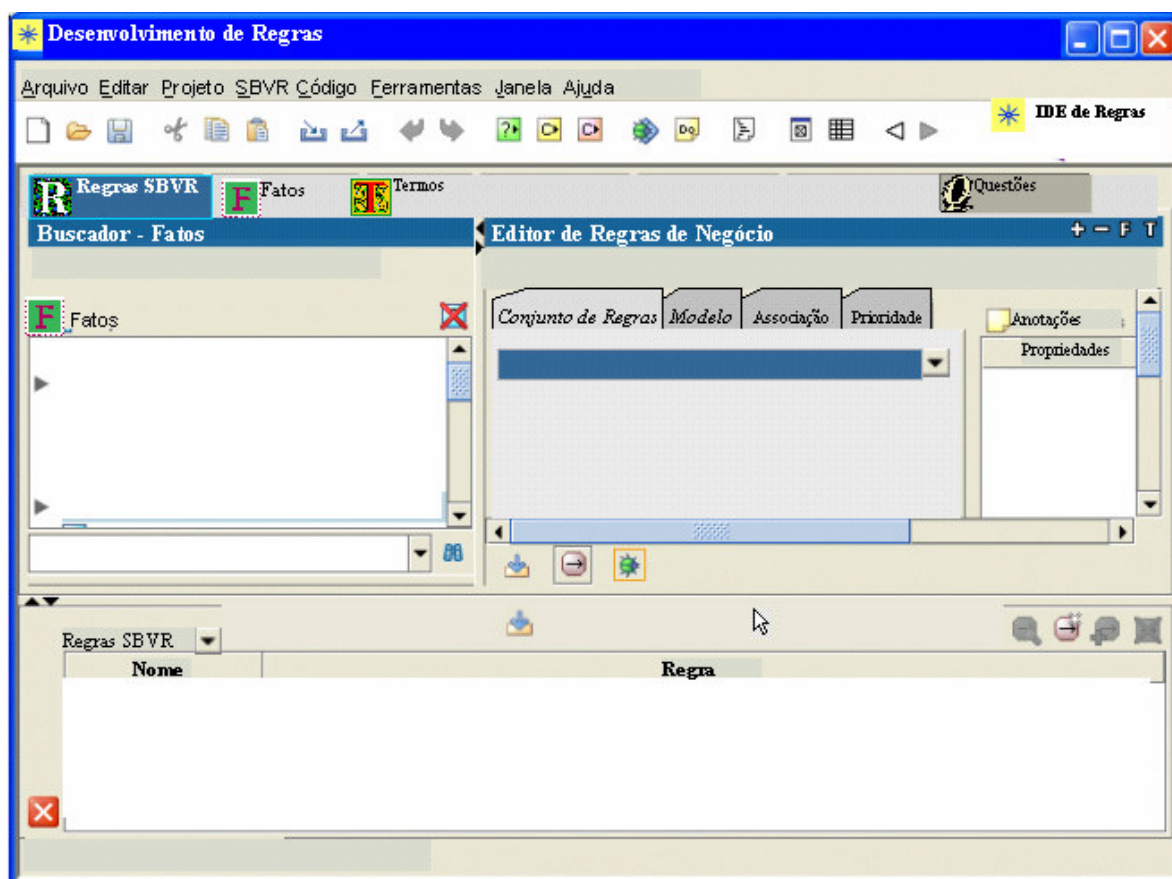 Desenvolvimento de Regras
Arquivo Editar Projeto SBVR Código Ferramentas Janela Ajuda
IDE de Regras
R Regras SBVR F Fatos T Termos Questões
Buscador - Fatos
Editor de Regras de Negócio + - F T
F Fatos
Conjunto de Regras Modelo Associação Prioridade
Anotações
Propriedades
Regras SBVR
Nome Regra